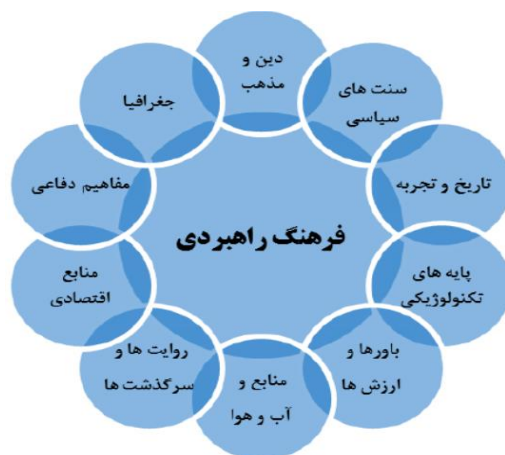 دین و
مذهب
سنت های
سیاسی
تاریخ و تجربه
پایه های
تکنولوژیکی
باورها و
ارزش ها
منابع و
آب و هوا
روایت ها و
سرگذشت ها
منابع
اقتصادی
مفاهیم دفاعی
جغرافیا
فرهنگ راهبردی